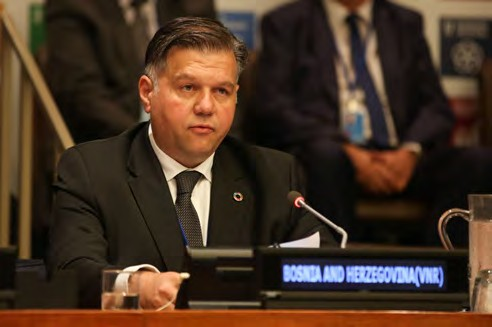 BOSNIA AND HERZEGOVINA(VNR)